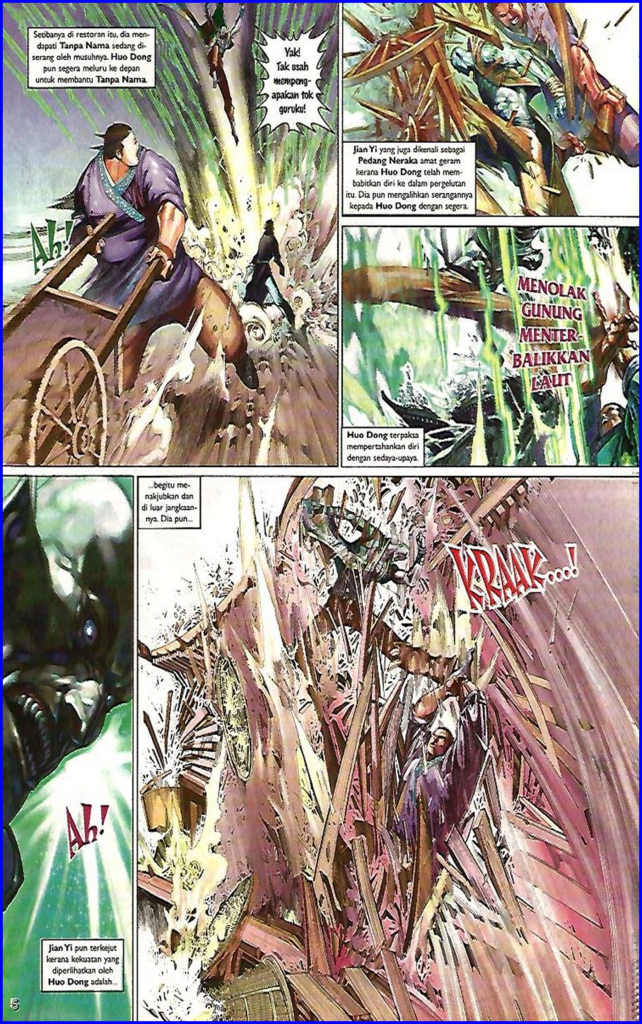 Setibanya di restoran itu, dia men-
dapati Tanpa Nama sedang di-
serang oleh musuhnya. Huo Dong
pun segera meluru ke depan
untuk membantu Tanpa Nama.
Yak!
Tak usah
mempeng-
apakan tok
guruku!
Ah!
Jian Yi yang juga dikenali sebagai
Pedang Neraka amat geram
kerana Huo Dong telah mem-
babitkan diri ke dalam pergelutan
itu. Dia pun mengalihkan serangannya
kepada Huo Dong dengan segera.
MENOLAK
GUNUNG
MENTER-
BALIKKAN
LAUT
Huo Dong terpaksa
mempertahankan diri
dengan sedaya-upaya.
Ah!
Jian Yi pun terkejut
kerana kekuatan yang
diperlihatkan oleh
Huo Dong adalah...
...begitu me-
nakjubkan dan
di luar jangkaan-
nya. Dia pun...
KRAAK...!
5